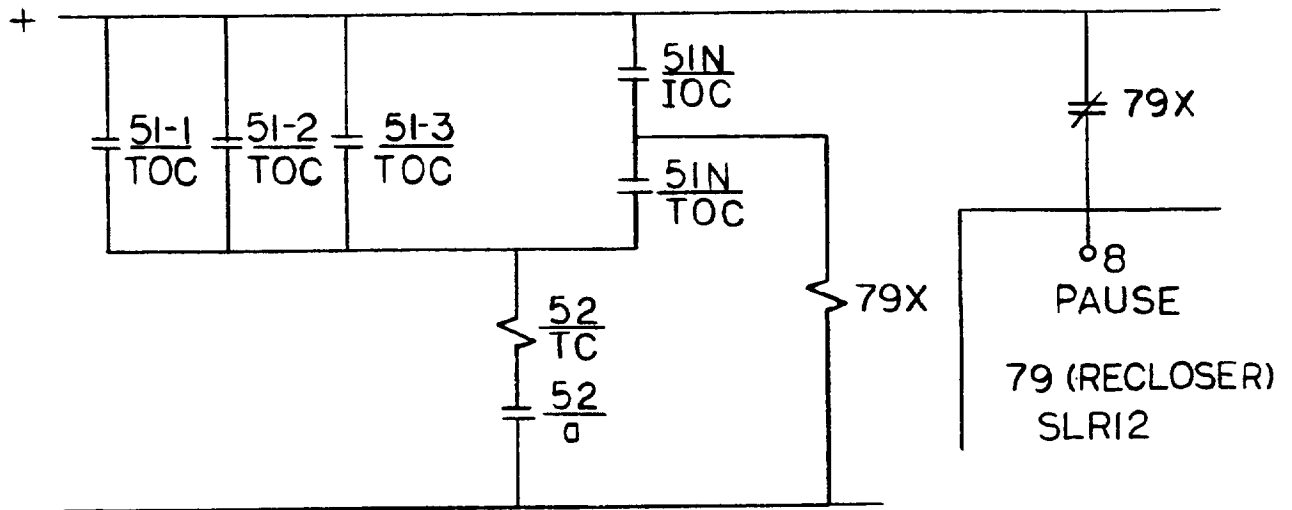 +
51N
IOC
79X
51-1
TOC
51-2
TOC
51-3
TOC
51N
TOC
8
PAUSE
52
TC
79X
79 (RECLOSER)
SLR12
52
a